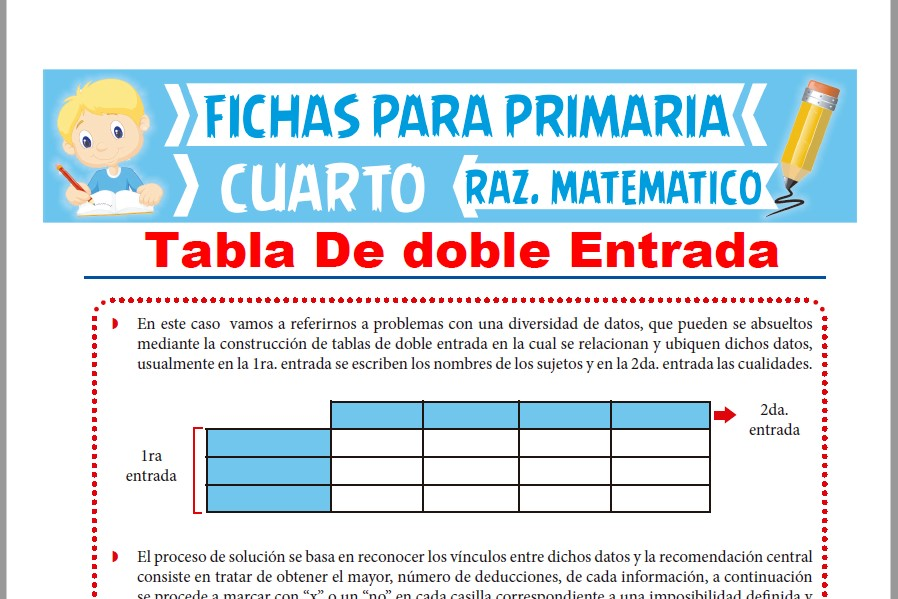 FICHAS PARA PRIMARIA
CUARTO
RAZ. MATEMATICO
Tabla De doble Entrada
En este caso vamos a referirnos a problemas con una diversidad de datos, que pueden se absueltos
mediante la construcción de tablas de doble entrada en la cual se relacionan y ubiquen dichos datos,
usualmente en la 1ra. entrada se escriben los nombres de los sujetos y en la 2da. entrada las cualidades.
2da.
entrada
1ra
entrada
El proceso de solución se basa en reconocer los vínculos entre dichos datos y la recomendación central
consiste en tratar de obtener el mayor, número de deducciones, de cada información, a continuación
se procede a marcar con “x” o un “no” en cada casilla correspondiente a una imposibilidad definida y